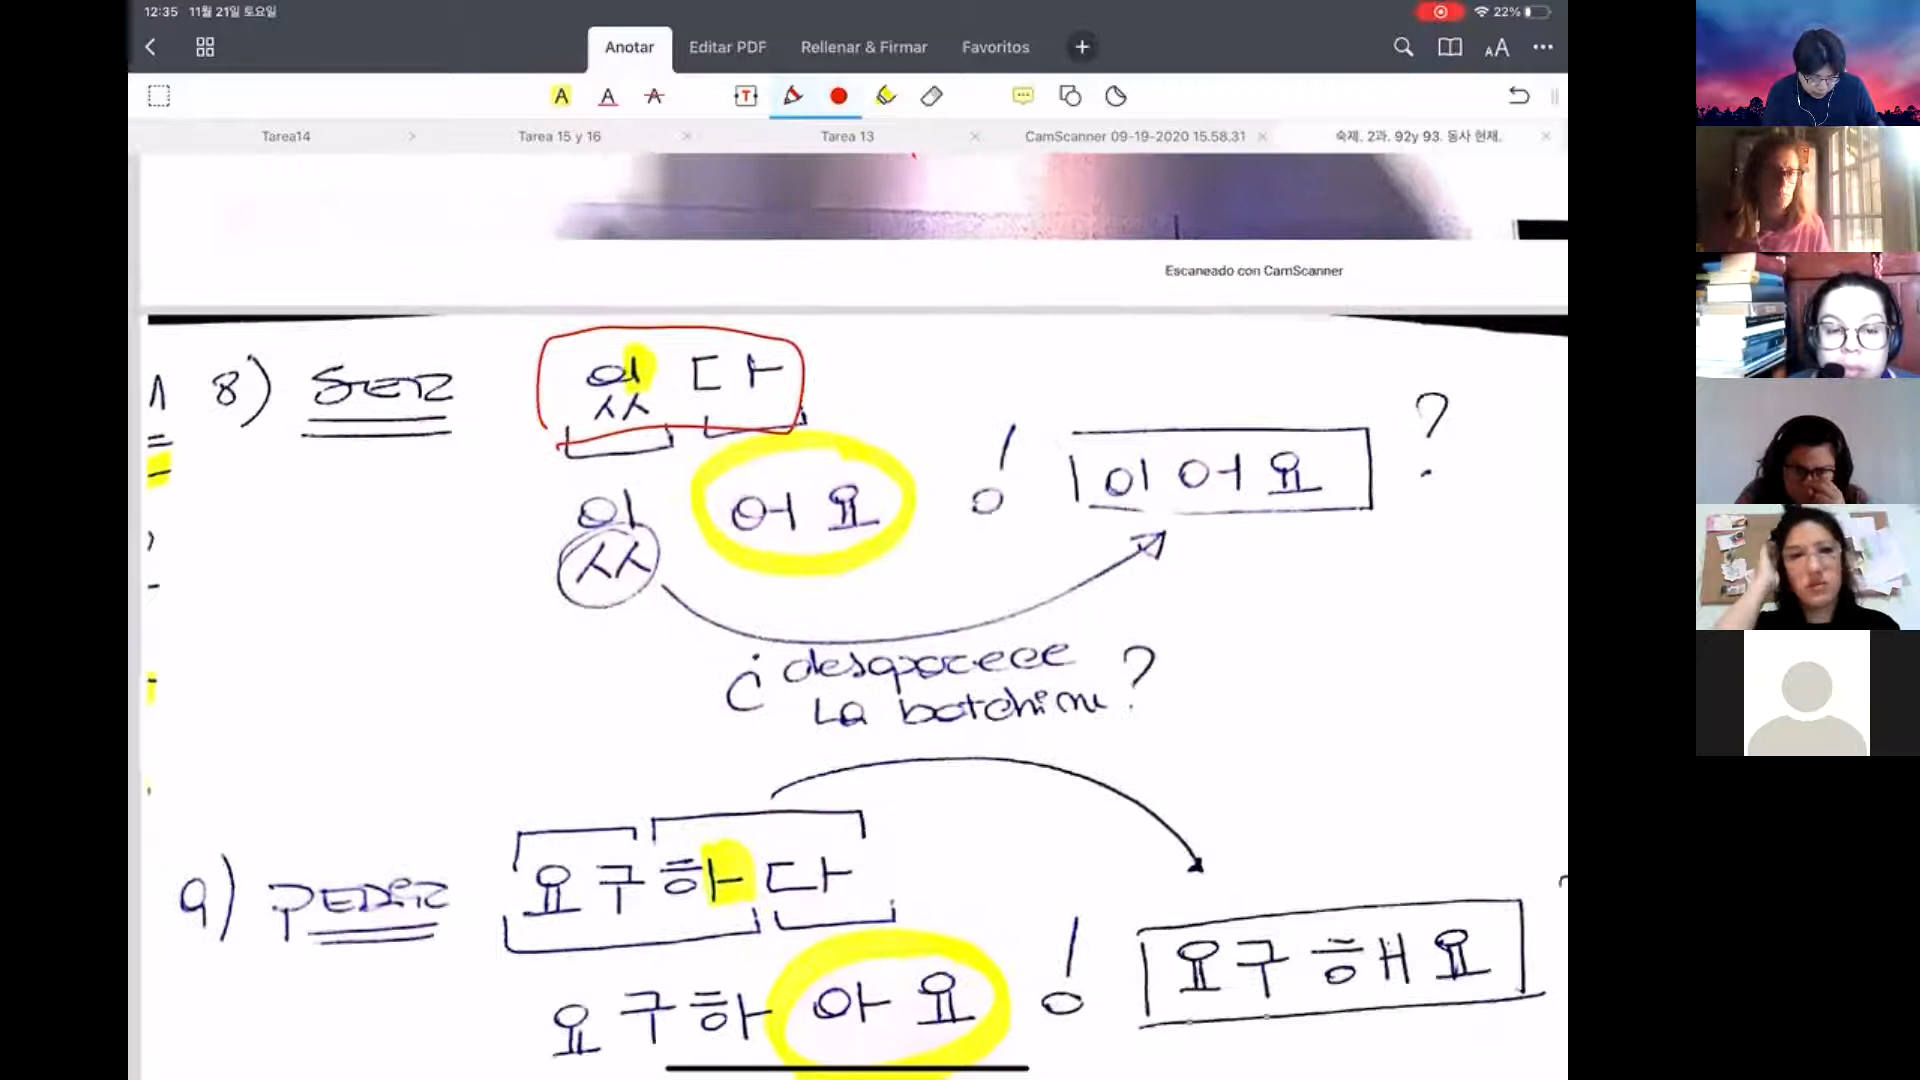 12:35 11월 21일 토요일
22%
Anotar Editar PDF Rellenar & Firmar Favoritos
Tarea14 Tarea 15 y 16 Tarea 13 CamScanner 09-19-2020 15.58.31 숙제. 2과. 92y 93. 동사 현재.
Escaneado con CamScanner
8) SER 있다
있 어요 ! 이어요 ?
¿desaparece
La batchim?
9) PEDIR 요구하다
요구하 아요 ! 요구해요